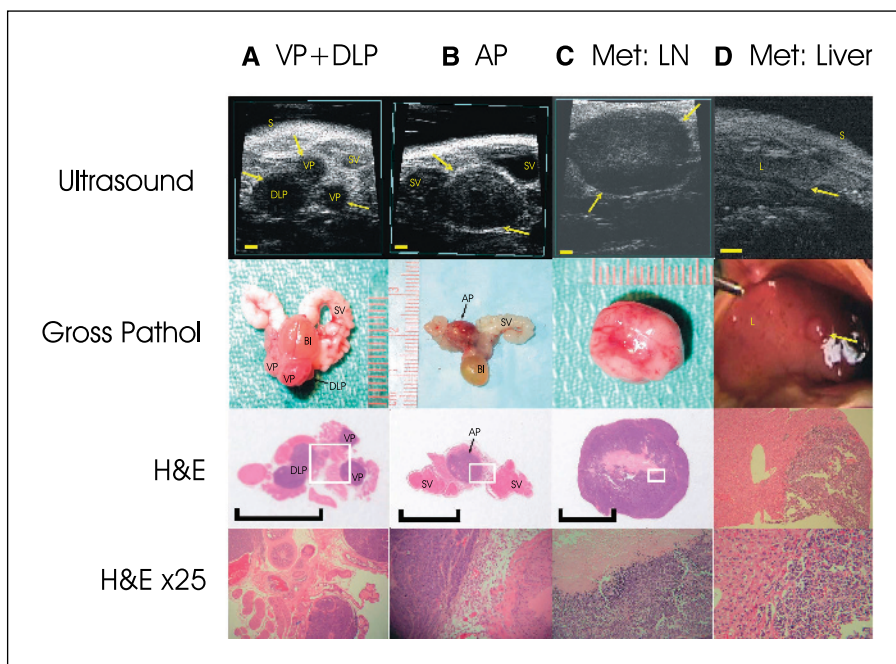 A VP+DLP B AP C Met: LN D Met: Liver
Ultrasound
S
VP
SV
DLP
VP
SV
SV
S
L
Gross Pathol
SV
BI
VP
VP
DLP
AP
SV
BI
L
H&E
VP
DLP
VP
AP
SV
SV
H&E x25